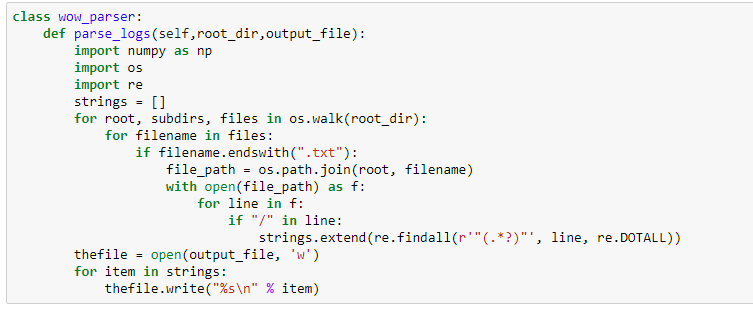 class wow_parser:
    def parse_logs(self,root_dir,output_file):
        import numpy as np
        import os
        import re
        strings = []
        for root, subdirs, files in os.walk(root_dir):
            for filename in files:
                if filename.endswith(".txt"):
                    file_path = os.path.join(root, filename)
                    with open(file_path) as f:
                        for line in f:
                            if "/" in line:
                                strings.extend(re.findall(r'"(.*?)"', line, re.DOTALL))
        thefile = open(output_file, 'w')
        for item in strings:
            thefile.write("%s\n" % item)